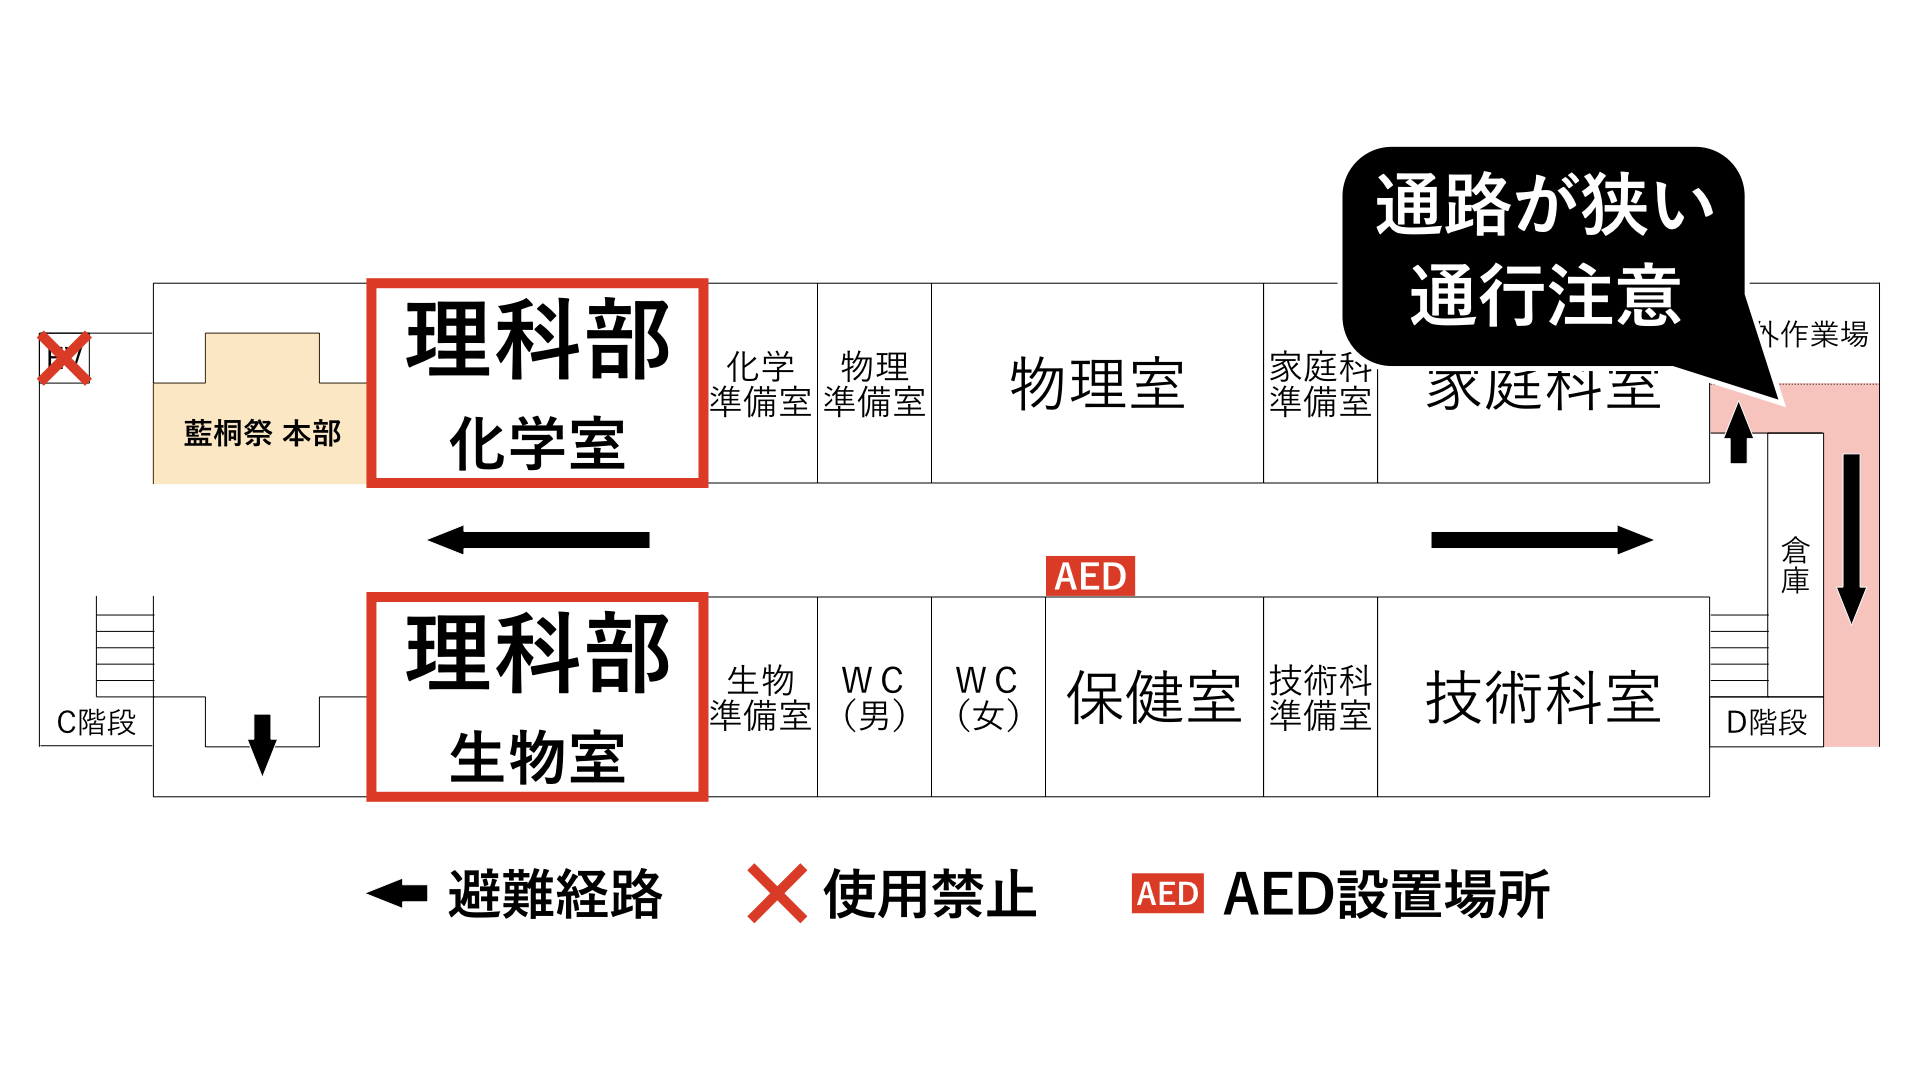 通路が狭い
通行注意
EV
藍桐祭 本部
理科部
化学室
化学
準備室
物理
準備室
物理室
家庭科
準備室
家庭科室
外作業場
AED
倉
庫
C階段
理科部
生物室
生物
準備室
WC
(男)
WC
(女)
保健室
技術科
準備室
技術科室
D階段
避難経路
使用禁止
AED
AED設置場所